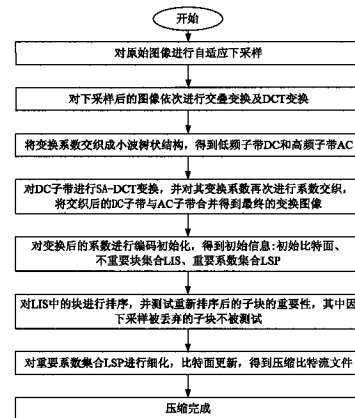 开始
对原始图像进行自适应下采样
对下采样后的图像依次进行交叠变换及DCT变换
将变换系数交织成小波树状结构，得到低频子带DC和高频子带AC
对DC子带进行SA-DCT变换，并对其变换系数再次进行系数交织，
将交织后的DC子带与AC子带合并得到最终的变换图像
对变换后的系数进行编码初始化，得到初始信息:初始比特面、
不重要块集合LIS、重要系数集合LSP
对LIS中的块进行排序，并测试重新排序后的子块的重要性，其中因
下采样被丢弃的子块不被测试
对重要系数集合LSP进行细化，比特面更新，得到压缩比特流文件
压缩完成